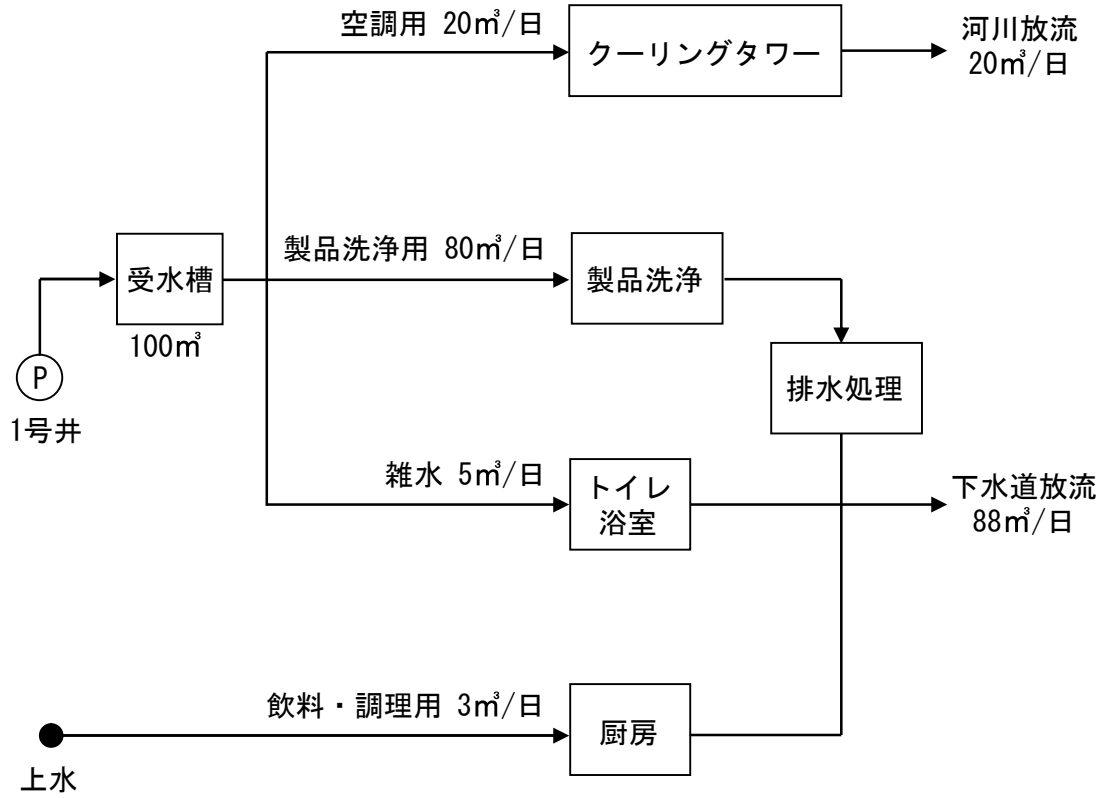 空調用 20㎥/日
クーリングタワー
河川放流
20㎥/日
製品洗浄用 80㎥/日
受水槽
製品洗浄
100㎥
P
排水処理
1号井
雑水 5㎥/日
トイレ
浴室
下水道放流
88㎥/日
飲料・調理用 3㎥/日
厨房
上水